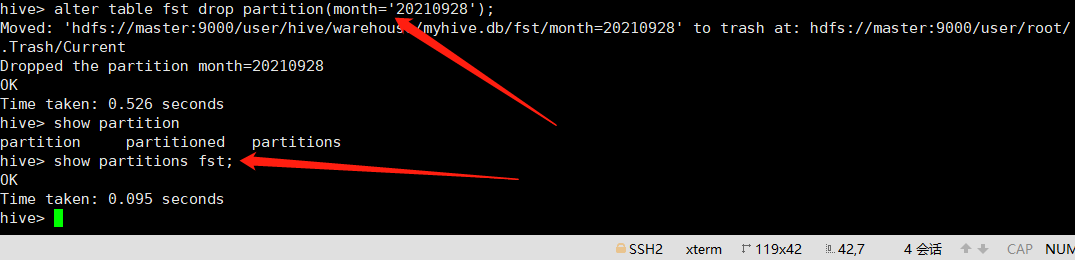 hive> alter table fst drop partition(month='20210928');
Moved: 'hdfs://master:9000/user/hive/warehouse/myhive.db/fst/month=20210928' to trash at: hdfs://master:9000/user/root/
.Trash/Current
Dropped the partition month=20210928
OK
Time taken: 0.526 seconds
hive> show partition
partition     partitioned   partitions
hive> show partitions fst;
OK
Time taken: 0.095 seconds
hive>
SSH2 xterm 119x42 42,7 4 会话 CAP NUM